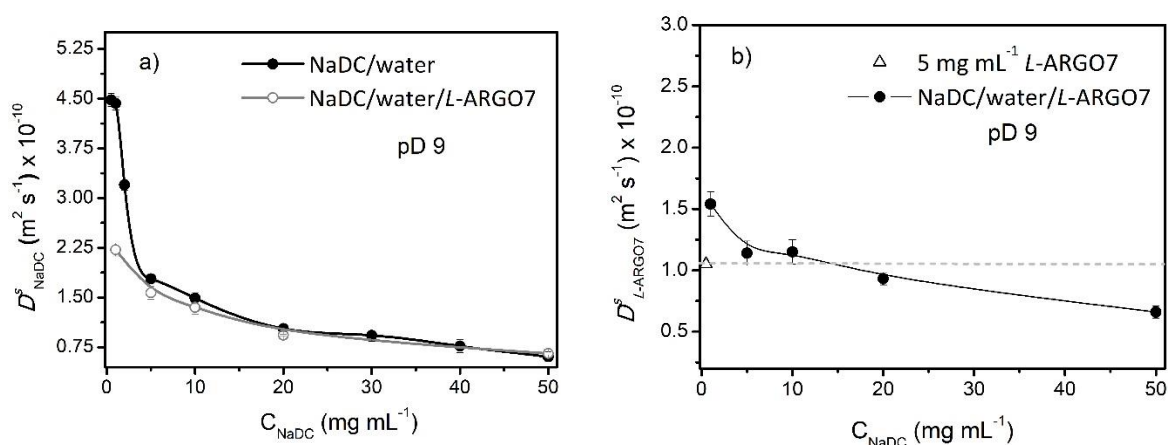 a)
NaDC/water
NaDC/water/L-ARGO7
pD 9
5.25
4.50
3.75
3.00
2.25
1.50
0.75
0 10 20 30 40 50
D^s_NaDC (m² s⁻¹) x 10⁻¹⁰
C_NaDC (mg mL⁻¹)
b)
5 mg mL⁻¹ L-ARGO7
NaDC/water/L-ARGO7
pD 9
3.0
2.5
2.0
1.5
1.0
0.5
0 10 20 30 40 50
D^s_L-ARGO7 (m² s⁻¹) x 10⁻¹⁰
C_NaDC (mg mL⁻¹)